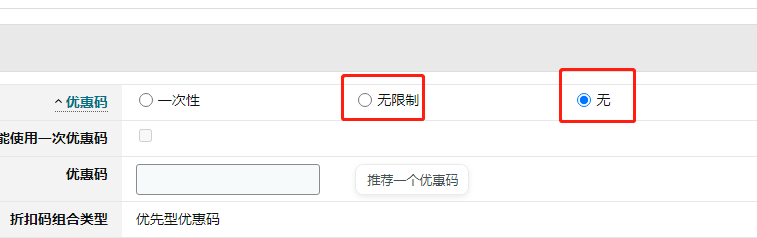 优惠码 一次性 无限制 无
能使用一次优惠码
优惠码 推荐一个优惠码
折扣码组合类型 优先型优惠码